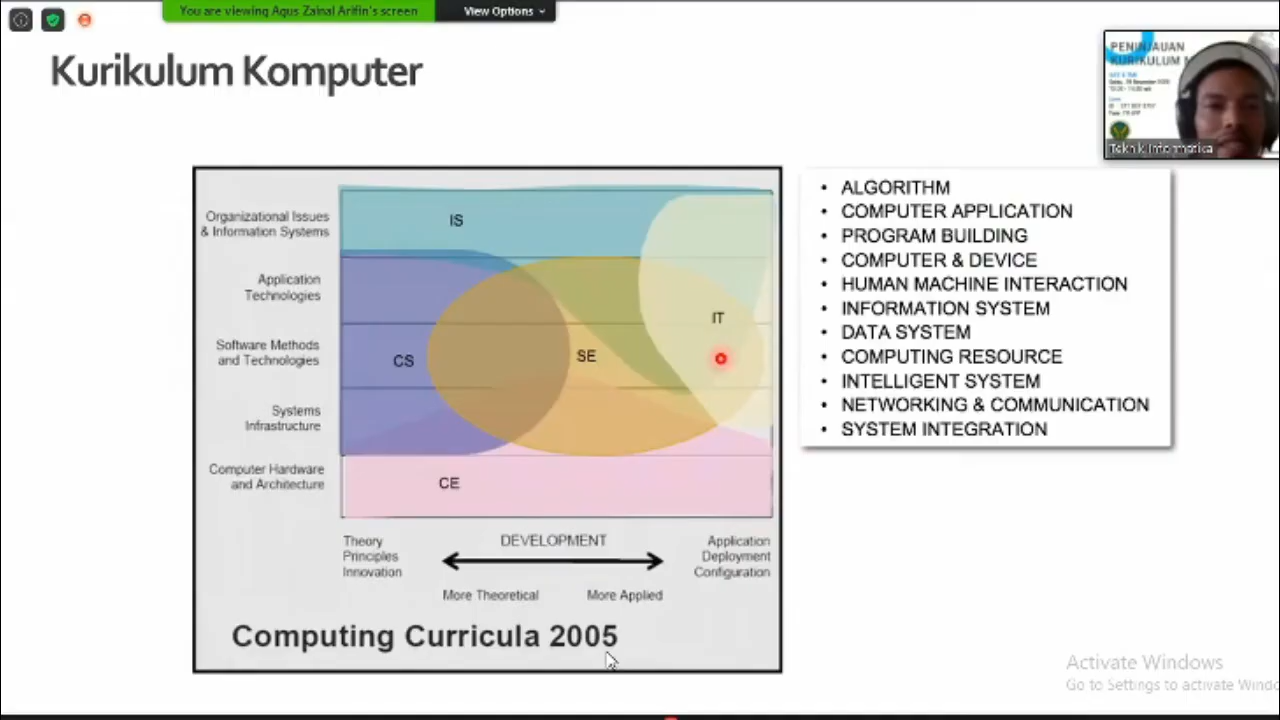 You are viewing Agus Zainal Arifin's screen
View Options
Kurikulum Komputer
PENINJAUAN
KURIKULUM
Teknik Informatika
Organizational Issues
& Information Systems
Application
Technologies
Software Methods
and Technologies
Systems
Infrastructure
Computer Hardware
and Architecture
IS
IT
CS
SE
CE
Theory
Principles
Innovation
DEVELOPMENT
Application
Deployment
Configuration
More Theoretical
More Applied
Computing Curricula 2005
• ALGORITHM
• COMPUTER APPLICATION
• PROGRAM BUILDING
• COMPUTER & DEVICE
• HUMAN MACHINE INTERACTION
• INFORMATION SYSTEM
• DATA SYSTEM
• COMPUTING RESOURCE
• INTELLIGENT SYSTEM
• NETWORKING & COMMUNICATION
• SYSTEM INTEGRATION
Activate Windows
Go to Settings to activate Windo